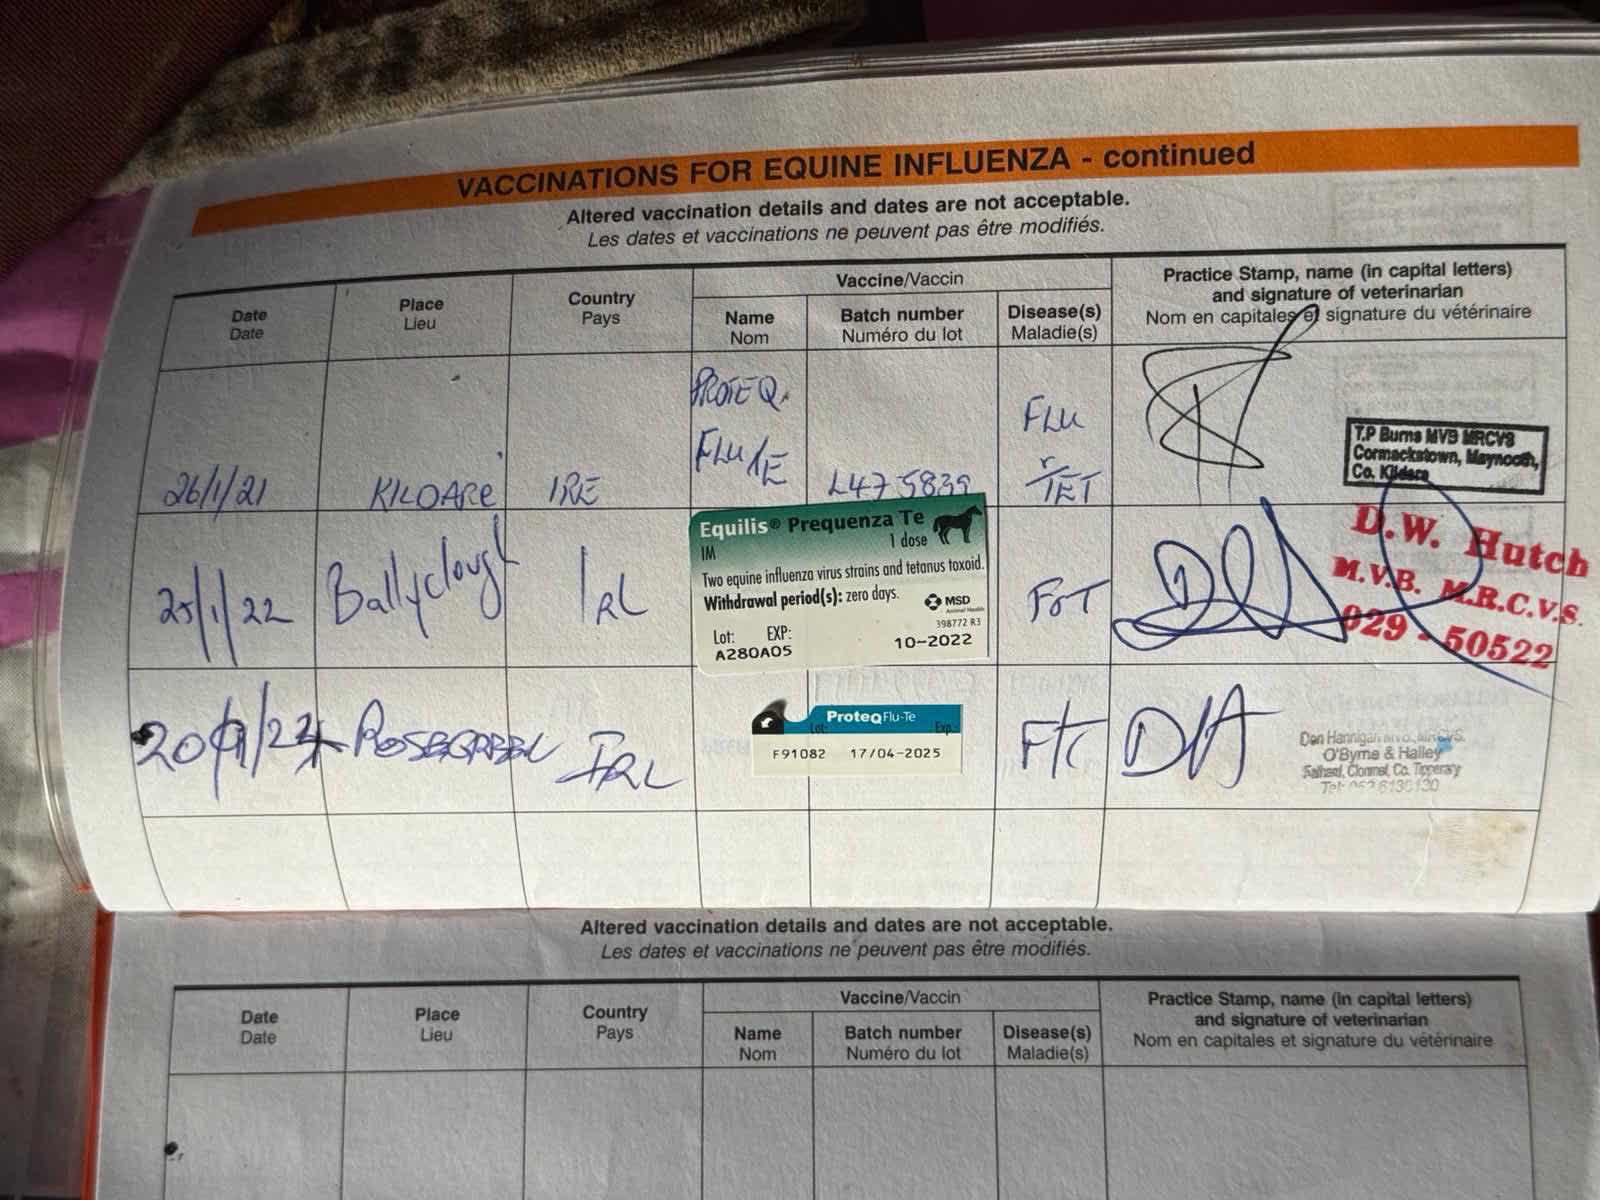 VACCINATIONS FOR EQUINE INFLUENZA - continued
Altered vaccination details and dates are not acceptable.
Les dates et vaccinations ne peuvent pas être modifiés.
Date
Date
Place
Lieu
Country
Pays
Vaccine/Vaccin
Name
Nom
Batch number
Numéro du lot
Disease(s)
Maladie(s)
Practice Stamp, name (in capital letters)
and signature of veterinarian
Nom en capitales et signature du vétérinaire
26/1/21
KILDARE
IRE
PROTEQ
FLU/TE
L475839
FLU
TET
T.P Burns MVB MRCVS
Cormackstown, Maynooth,
Co. Kildare
25/1/22
Ballyclough
IRL
Equilis® Prequenza Te
IM
1 dose
Two equine influenza virus strains and tetanus toxoid.
Withdrawal period(s): zero days.
MSD
Animal Health
398772 R3
Lot: EXP:
A280A05 10-2022
D.W. Hutch
M.V.B. M.R.C.V.S.
029 - 50522
IRL
ProteQ Flu-Te
Lot: Exp.
F91082 17/04-2025
O'Byrne & Halley
Clonmel, Co. Tipperary
Altered vaccination details and dates are not acceptable.
Les dates et vaccinations ne peuvent pas être modifiés.
Date
Date
Place
Lieu
Country
Pays
Vaccine/Vaccin
Name
Nom
Batch number
Numéro du lot
Disease(s)
Maladie(s)
Practice Stamp, name (in capital letters)
and signature of veterinarian
Nom en capitales et signature du vétérinaire